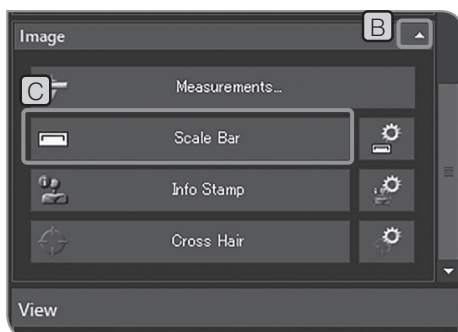 Image
B
C
Measurements...
Scale Bar
Info Stamp
Cross Hair
View